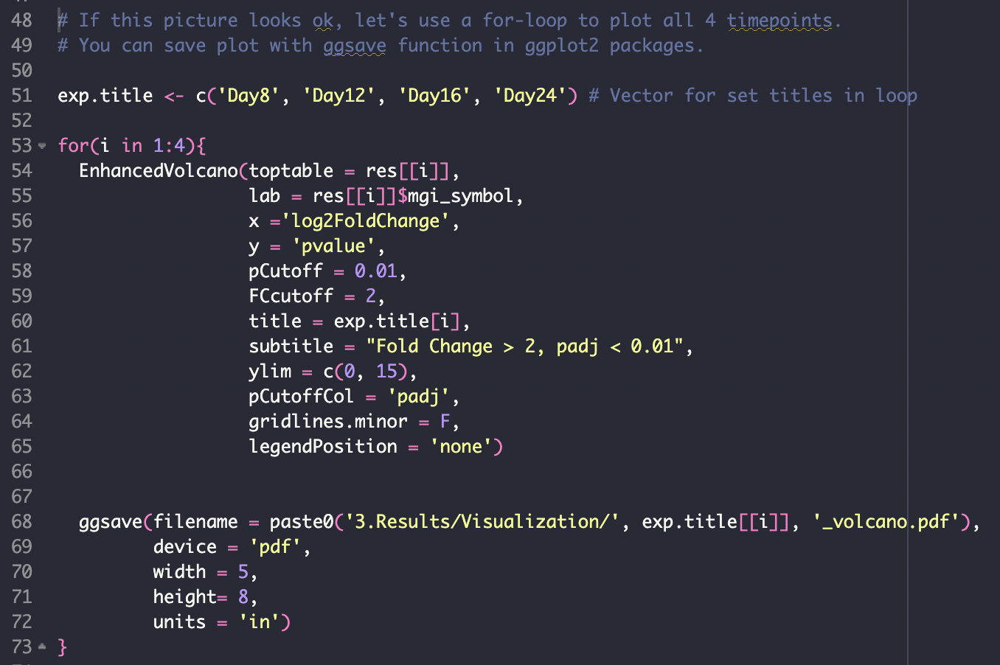 48 # If this picture looks ok, let's use a for-loop to plot all 4 timepoints.
49 # You can save plot with ggsave function in ggplot2 packages.
50
51 exp.title <- c('Day8', 'Day12', 'Day16', 'Day24') # Vector for set titles in loop
52
53 for(i in 1:4){
54   EnhancedVolcano(toptable = res[[i]],
55                   lab = res[[i]]$mgi_symbol,
56                   x ='log2FoldChange',
57                   y = 'pvalue',
58                   pCutoff = 0.01,
59                   FCcutoff = 2,
60                   title = exp.title[i],
61                   subtitle = "Fold Change > 2, padj < 0.01",
62                   ylim = c(0, 15),
63                   pCutoffCol = 'padj',
64                   gridlines.minor = F,
65                   legendPosition = 'none')
66
67
68   ggsave(filename = paste0('3.Results/Visualization/', exp.title[[i]], '_volcano.pdf'),
69          device = 'pdf',
70          width = 5,
71          height= 8,
72          units = 'in')
73 }